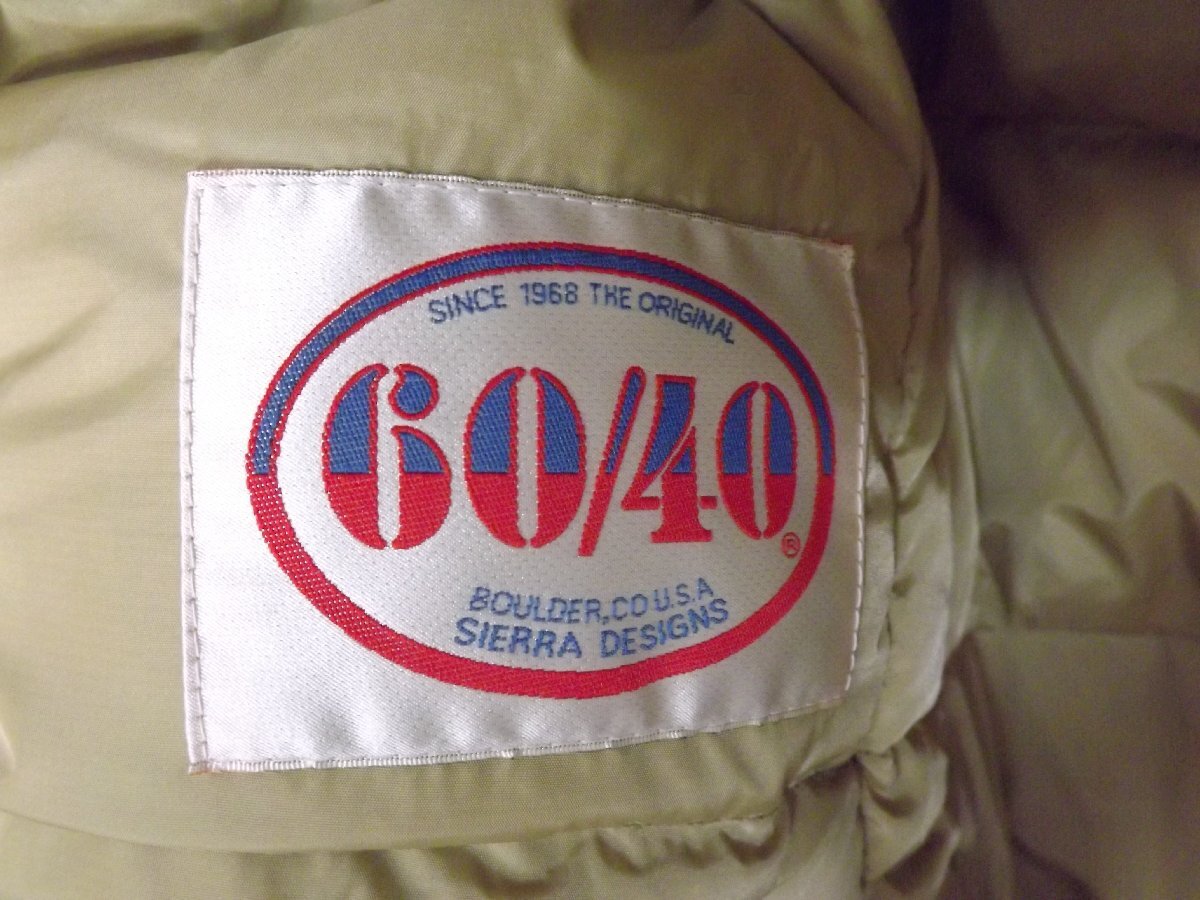 SINCE 1968 THE ORIGINAL
60/40®
BOULDER, CO U.S.A
SIERRA DESIGNS